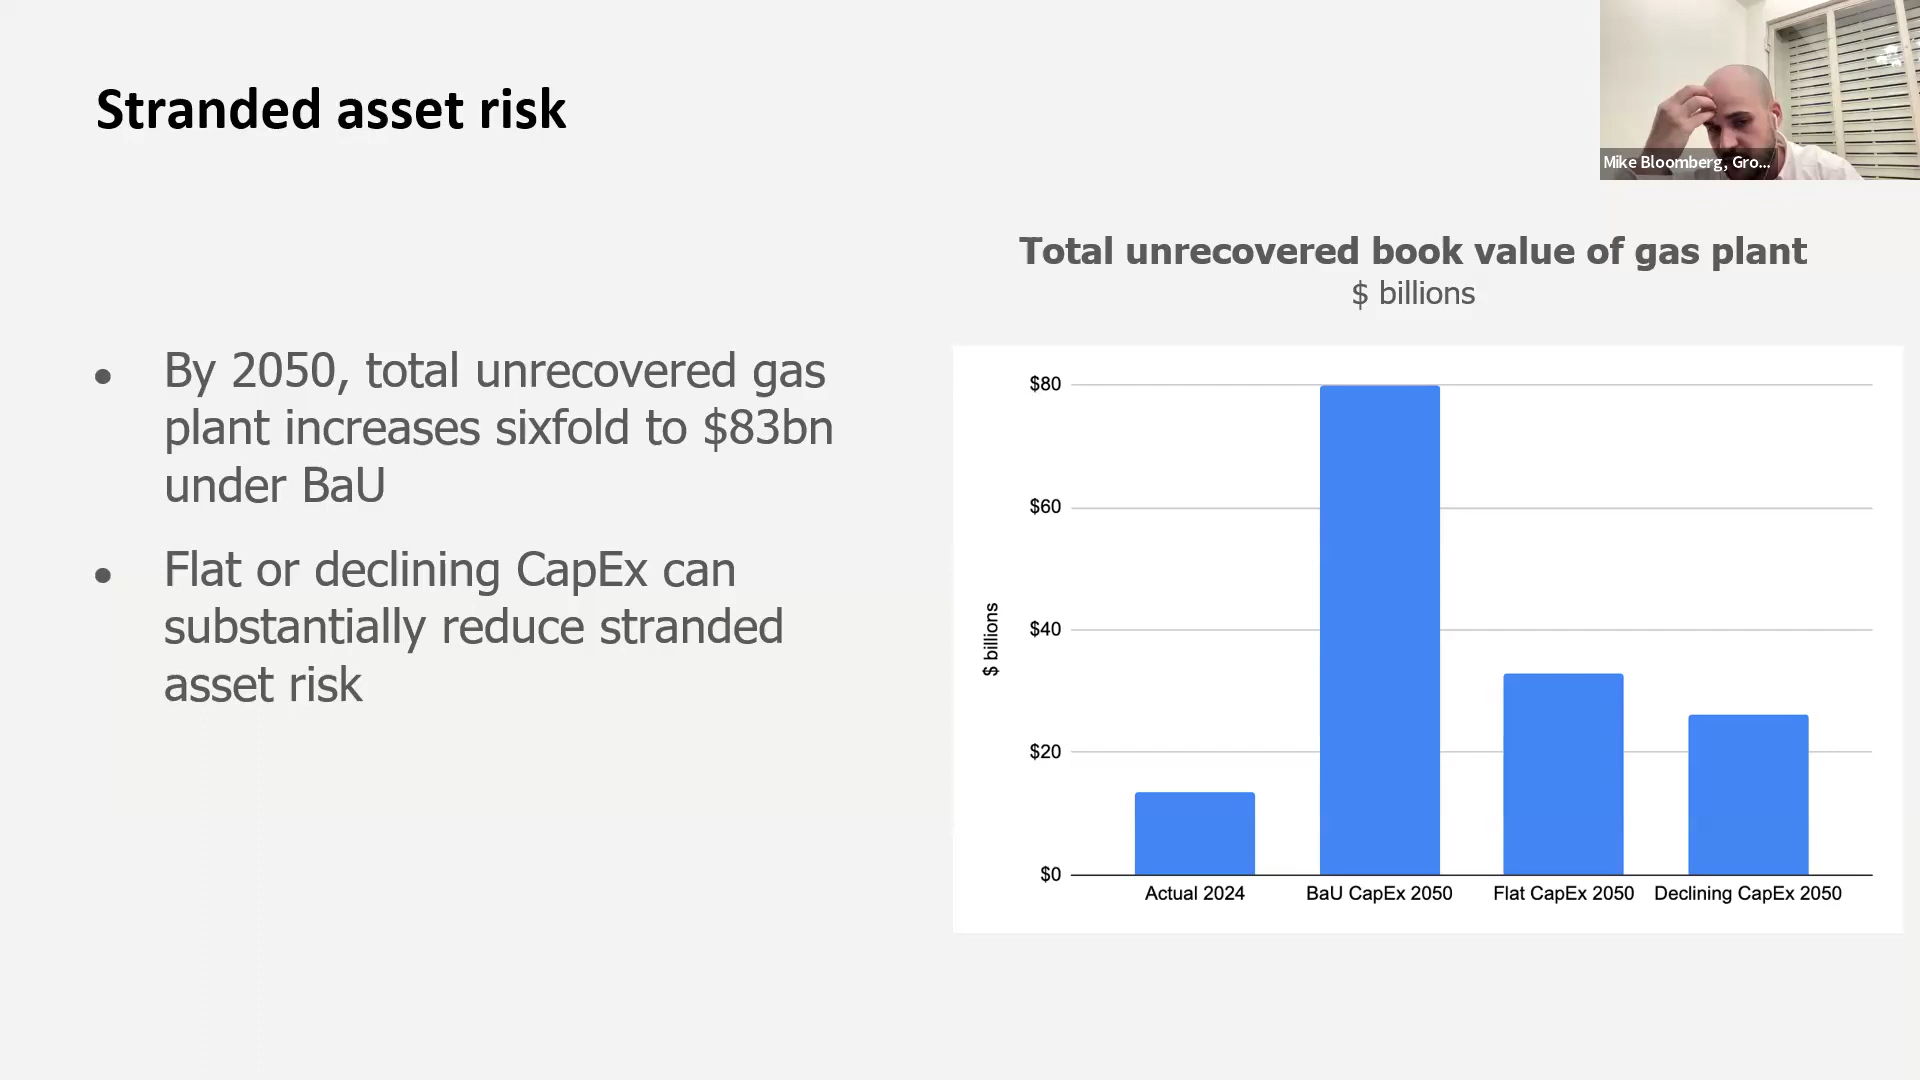 Stranded asset risk
Mike Bloomberg, Gro...
Total unrecovered book value of gas plant
$ billions
● By 2050, total unrecovered gas
plant increases sixfold to $83bn
under BaU
● Flat or declining CapEx can
substantially reduce stranded
asset risk
$80
$60
$40
$20
$0
$ billions
Actual 2024
BaU CapEx 2050
Flat CapEx 2050
Declining CapEx 2050